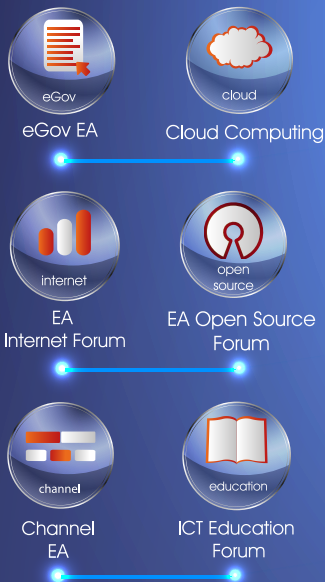 eGov
cloud
eGov EA
Cloud Computing
internet
open
source
EA
Internet Forum
EA Open Source
Forum
channel
education
Channel
EA
ICT Education
Forum